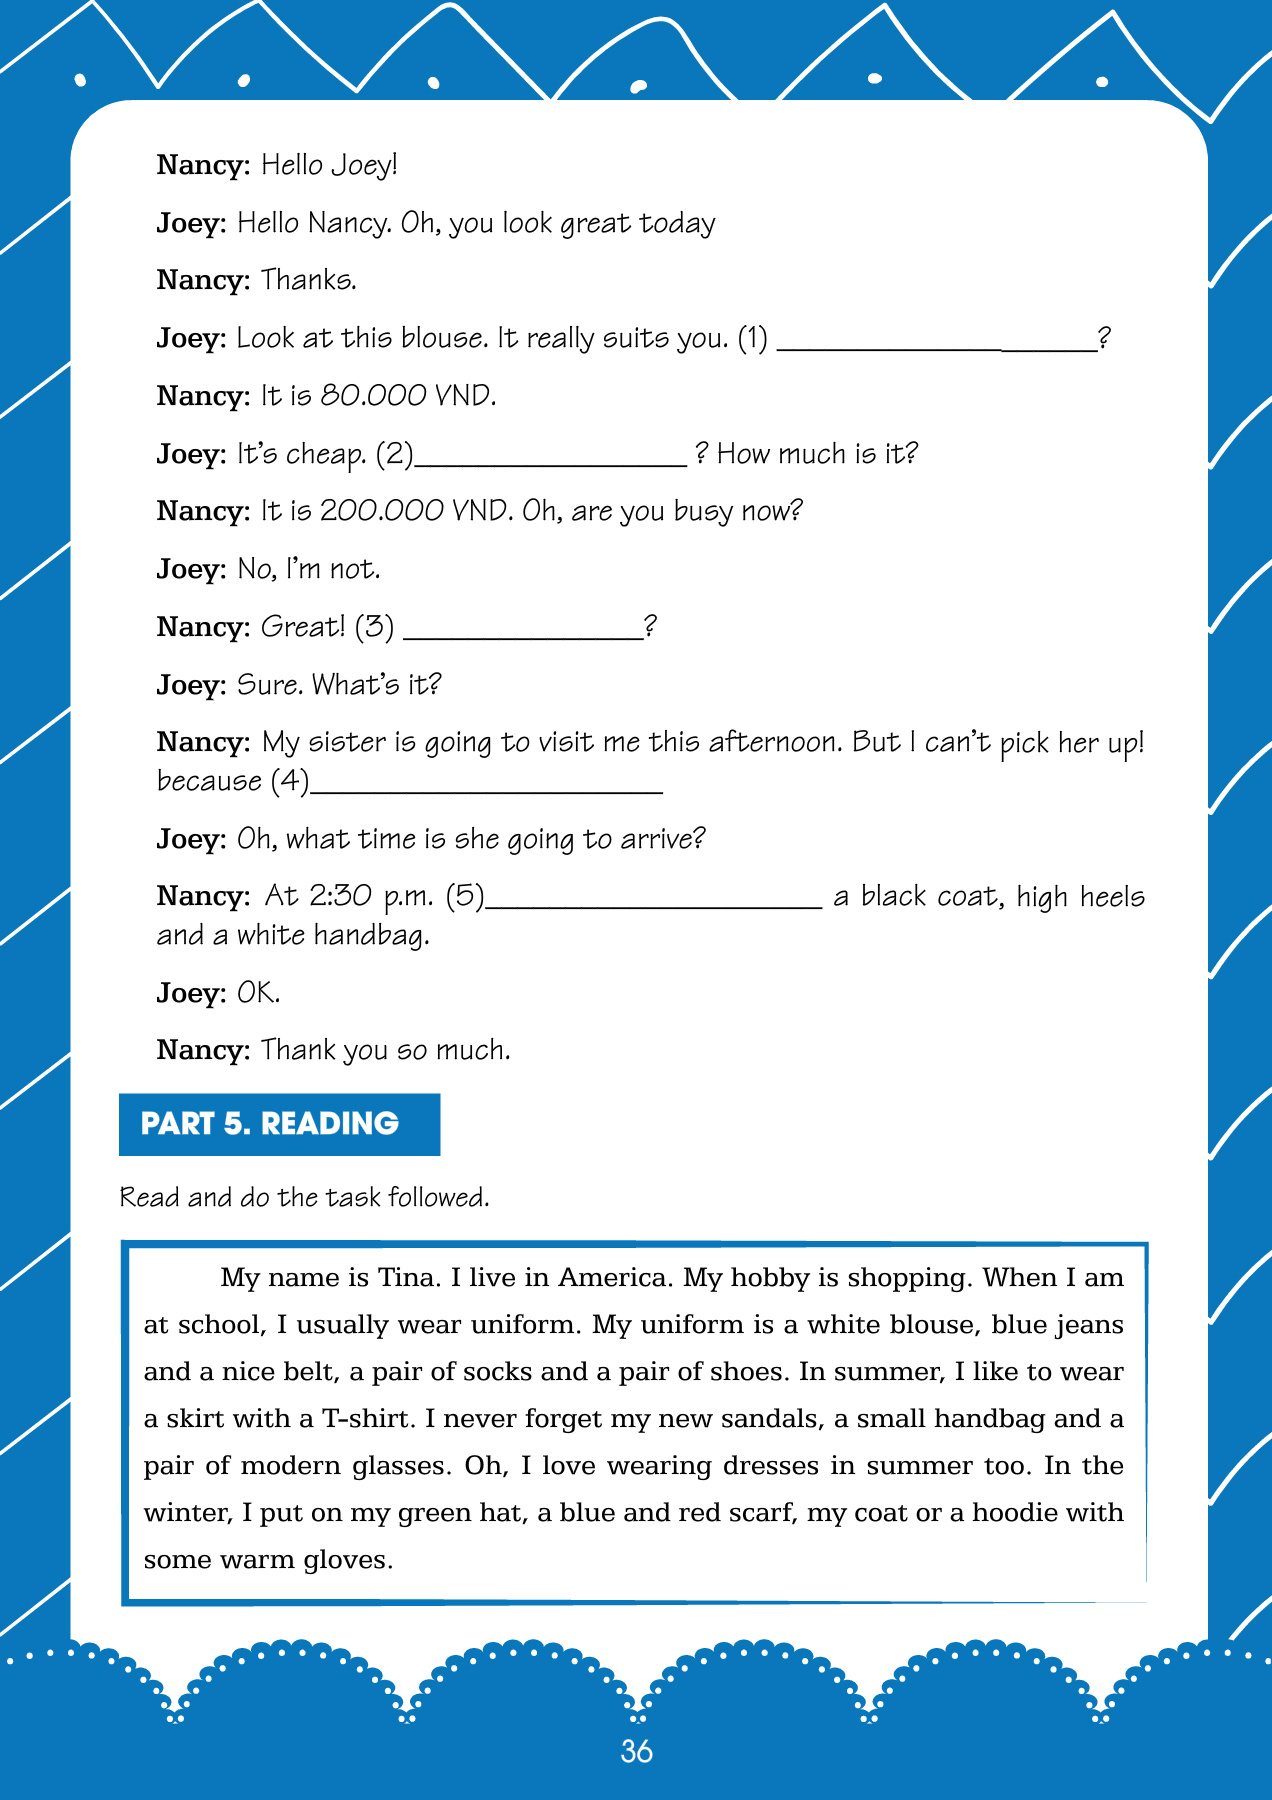 Nancy: Hello Joey!
Joey: Hello Nancy. Oh, you look great today
Nancy: Thanks.
Joey: Look at this blouse. It really suits you. (1) ____________________?
Nancy: It is 80.000 VND.
Joey: It's cheap. (2)_________________ ? How much is it?
Nancy: It is 200.000 VND. Oh, are you busy now?
Joey: No, I'm not.
Nancy: Great! (3) _______________?
Joey: Sure. What's it?
Nancy: My sister is going to visit me this afternoon. But I can't pick her up!
because (4)______________________
Joey: Oh, what time is she going to arrive?
Nancy: At 2:30 p.m. (5)_____________________ a black coat, high heels
and a white handbag.
Joey: OK.
Nancy: Thank you so much.
PART 5. READING
Read and do the task followed.
My name is Tina. I live in America. My hobby is shopping. When I am
at school, I usually wear uniform. My uniform is a white blouse, blue jeans
and a nice belt, a pair of socks and a pair of shoes. In summer, I like to wear
a skirt with a T-shirt. I never forget my new sandals, a small handbag and a
pair of modern glasses. Oh, I love wearing dresses in summer too. In the
winter, I put on my green hat, a blue and red scarf, my coat or a hoodie with
some warm gloves.
36